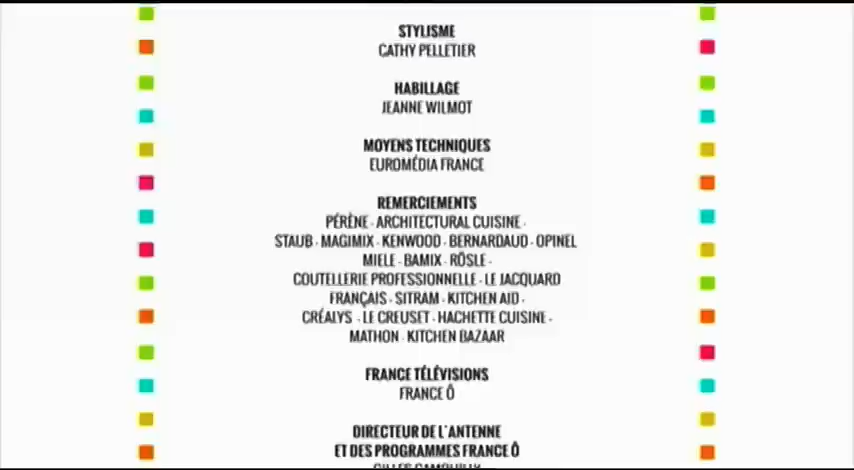 STYLISME
CATHY PELLETIER
HABILLAGE
JEANNE WILMOT
MOYENS TECHNIQUES
EUROMÉDIA FRANCE
REMERCIEMENTS
PÉRÈNE · ARCHITECTURAL CUISINE ·
STAUB · MAGIMIX · KENWOOD · BERNARDAUD · OPINEL
MIELE · BAMIX · RÖSLE ·
COUTELLERIE PROFESSIONNELLE · LE JACQUARD
FRANÇAIS · SITRAM · KITCHEN AID ·
CRÉALYS · LE CREUSET · HACHETTE CUISINE ·
MATHON · KITCHEN BAZAAR
FRANCE TÉLÉVISIONS
FRANCE Ô
DIRECTEUR DE L'ANTENNE
ET DES PROGRAMMES FRANCE Ô